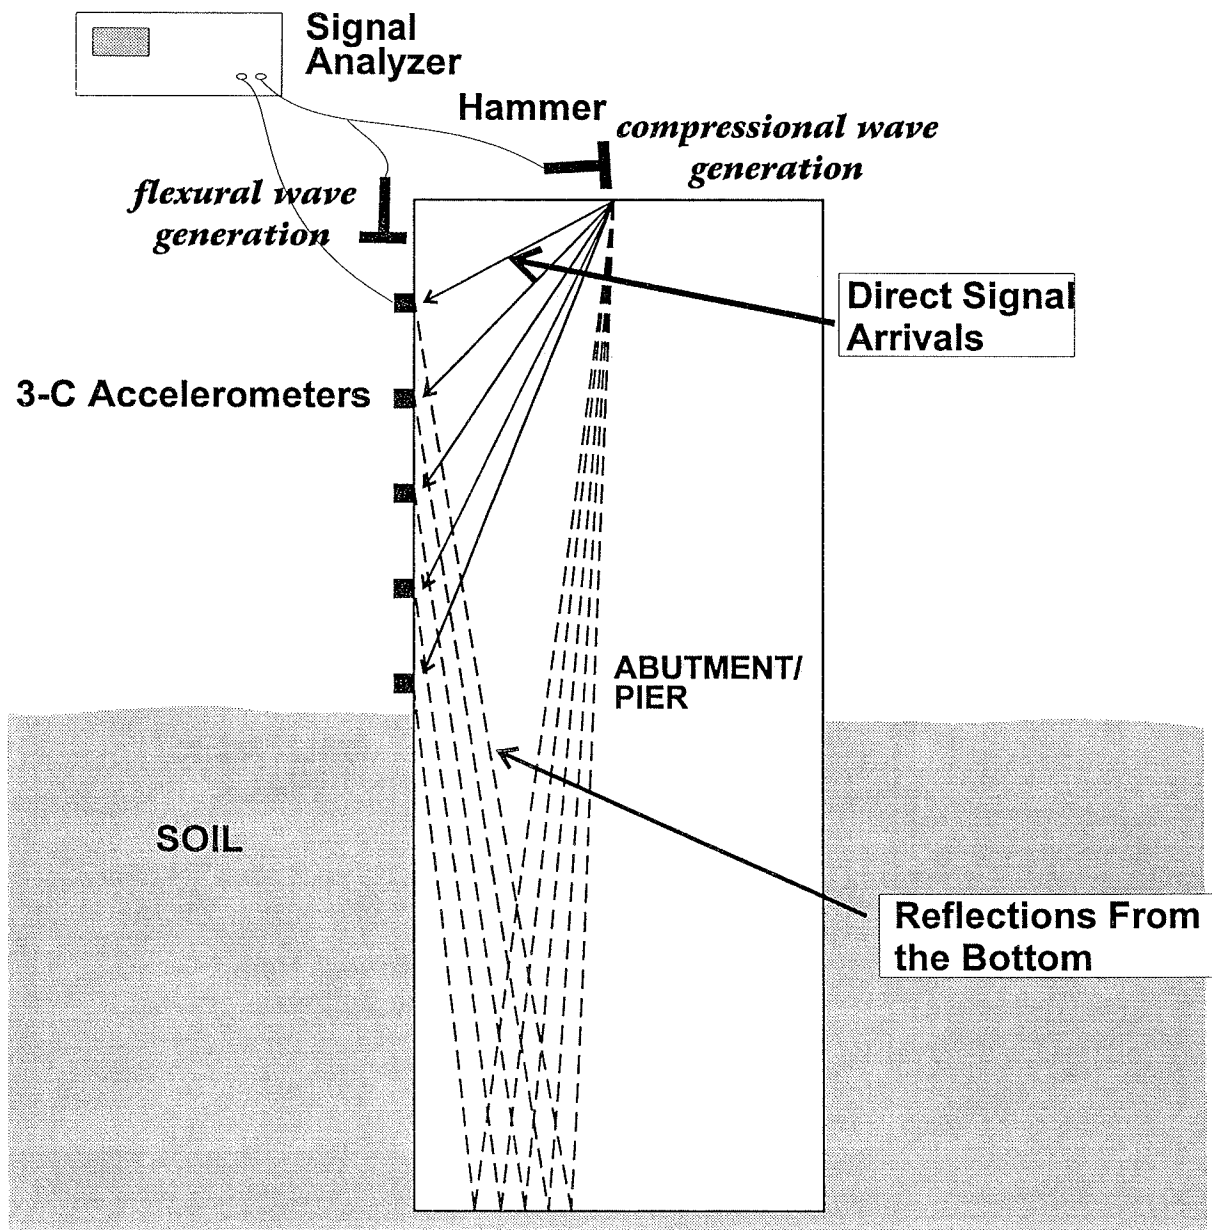 Signal
Analyzer
Hammer
compressional wave
generation
flexural wave
generation
Direct Signal
Arrivals
3-C Accelerometers
ABUTMENT/
PIER
SOIL
Reflections From
the Bottom